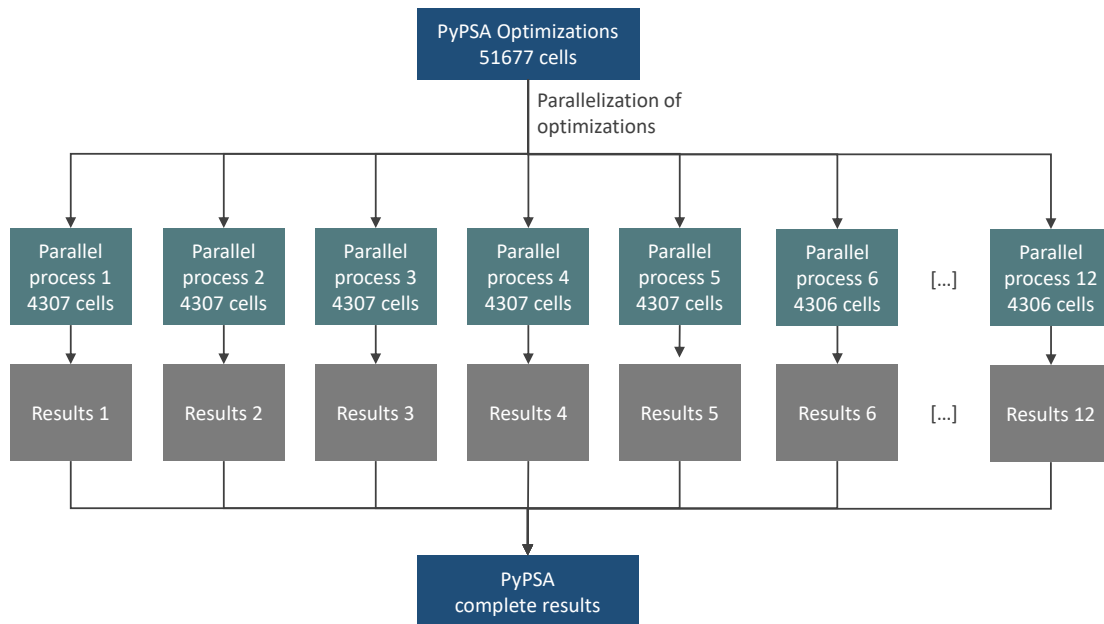 PyPSA Optimizations
51677 cells
Parallelization of
optimizations
Parallel
process 1
4307 cells
Parallel
process 2
4307 cells
Parallel
process 3
4307 cells
Parallel
process 4
4307 cells
Parallel
process 5
4307 cells
Parallel
process 6
4306 cells
[...]
Parallel
process 12
4306 cells
Results 1
Results 2
Results 3
Results 4
Results 5
Results 6
[...]
Results 12
PyPSA
complete results